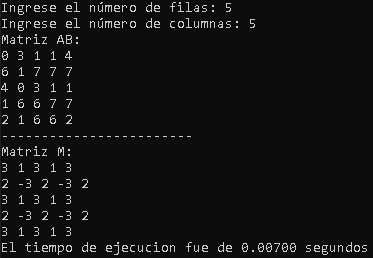 Ingrese el número de filas: 5
Ingrese el número de columnas: 5
Matriz AB:
0 3 1 1 4
6 1 7 7 7
4 0 3 1 1
1 6 6 7 7
2 1 6 6 2
------------------------
Matriz M:
3 1 3 1 3
2 -3 2 -3 2
3 1 3 1 3
2 -3 2 -3 2
3 1 3 1 3
El tiempo de ejecucion fue de 0.00700 segundos